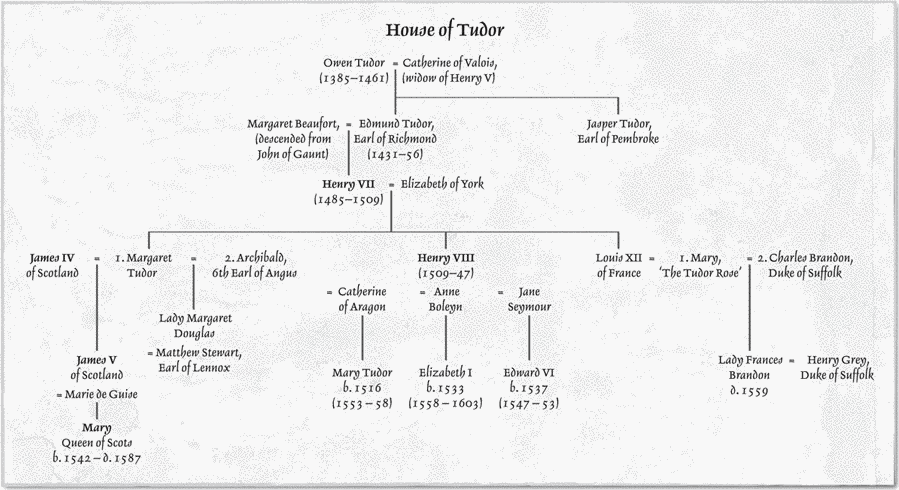 House of Tudor
Owen Tudor = Catherine of Valois,
(1385–1461) (widow of Henry V)
Margaret Beaufort, = Edmund Tudor,
(descended from Earl of Richmond
John of Gaunt) (1431–56)
Jasper Tudor,
Earl of Pembroke
Henry VII = Elizabeth of York
(1485–1509)
James IV = 1. Margaret = 2. Archibald,
of Scotland Tudor 6th Earl of Angus
Henry VIII
(1509–47)
Louis XII = 1. Mary, = 2. Charles Brandon,
of France ‘The Tudor Rose’ Duke of Suffolk
= Catherine
of Aragon
= Anne
Boleyn
= Jane
Seymour
Lady Margaret
Douglas
= Matthew Stewart,
Earl of Lennox
James V
of Scotland
= Marie de Guise
Mary
Queen of Scots
b. 1542 – d. 1587
Mary Tudor
b. 1516
(1553–58)
Elizabeth I
b. 1533
(1558–1603)
Edward VI
b. 1537
(1547–53)
Lady Frances = Henry Grey,
Brandon Duke of Suffolk
d. 1559